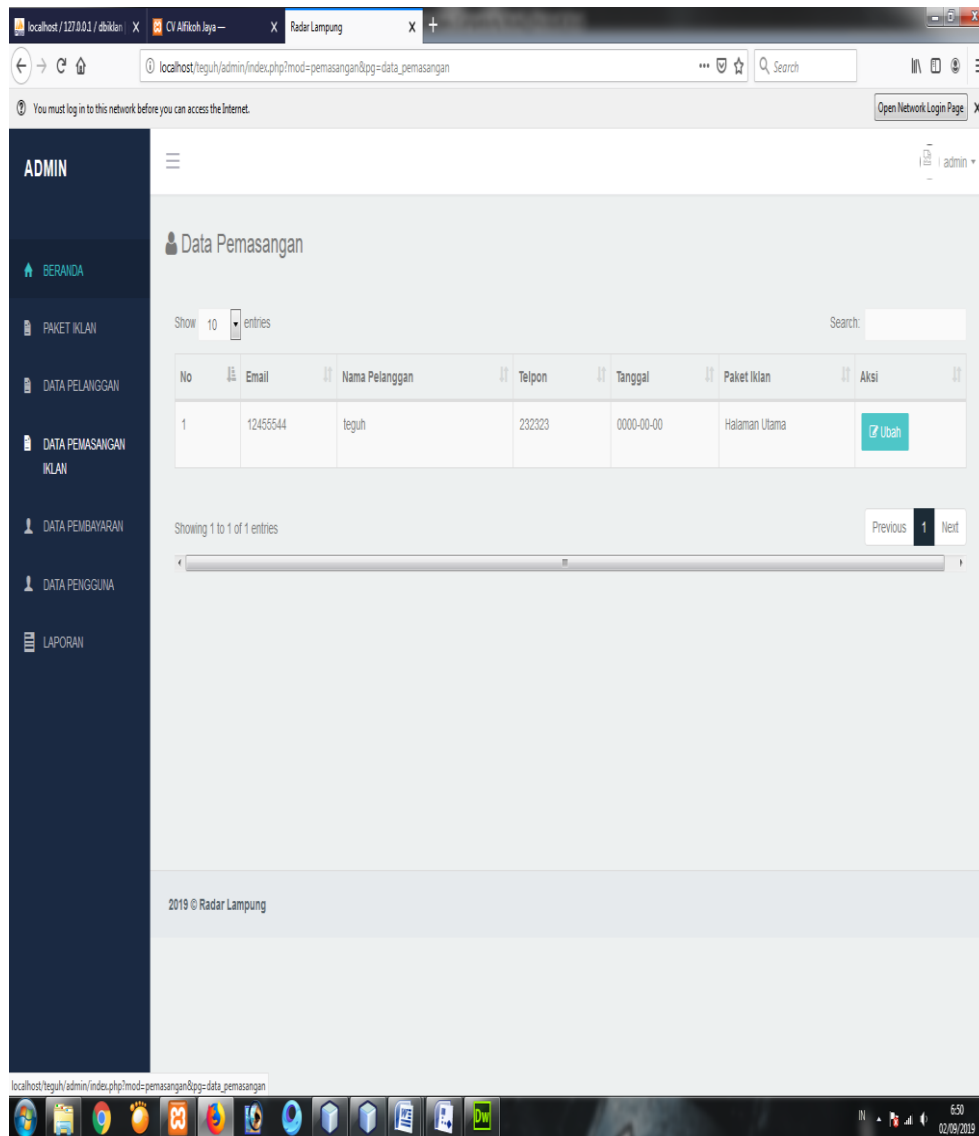 localhost / 127.0.0.1 / dbiklan | X CV Alfikoh Jaya — X Radar Lampung X +
localhost/teguh/admin/index.php?mod=pemasangan&pg=data_pemasangan ... Search
You must log in to this network before you can access the Internet. Open Network Login Page X
ADMIN
admin
Data Pemasangan
BERANDA
PAKET IKLAN
DATA PELANGGAN
DATA PEMASANGAN
IKLAN
DATA PEMBAYARAN
DATA PENGGUNA
LAPORAN
Show 10 entries Search:
No Email Nama Pelanggan Telpon Tanggal Paket Iklan Aksi
1 12455544 teguh 232323 0000-00-00 Halaman Utama Ubah
Showing 1 to 1 of 1 entries Previous 1 Next
2019 © Radar Lampung
localhost/teguh/admin/index.php?mod=pemasangan&pg=data_pemasangan
Dw
IN 6:50
02/09/2019